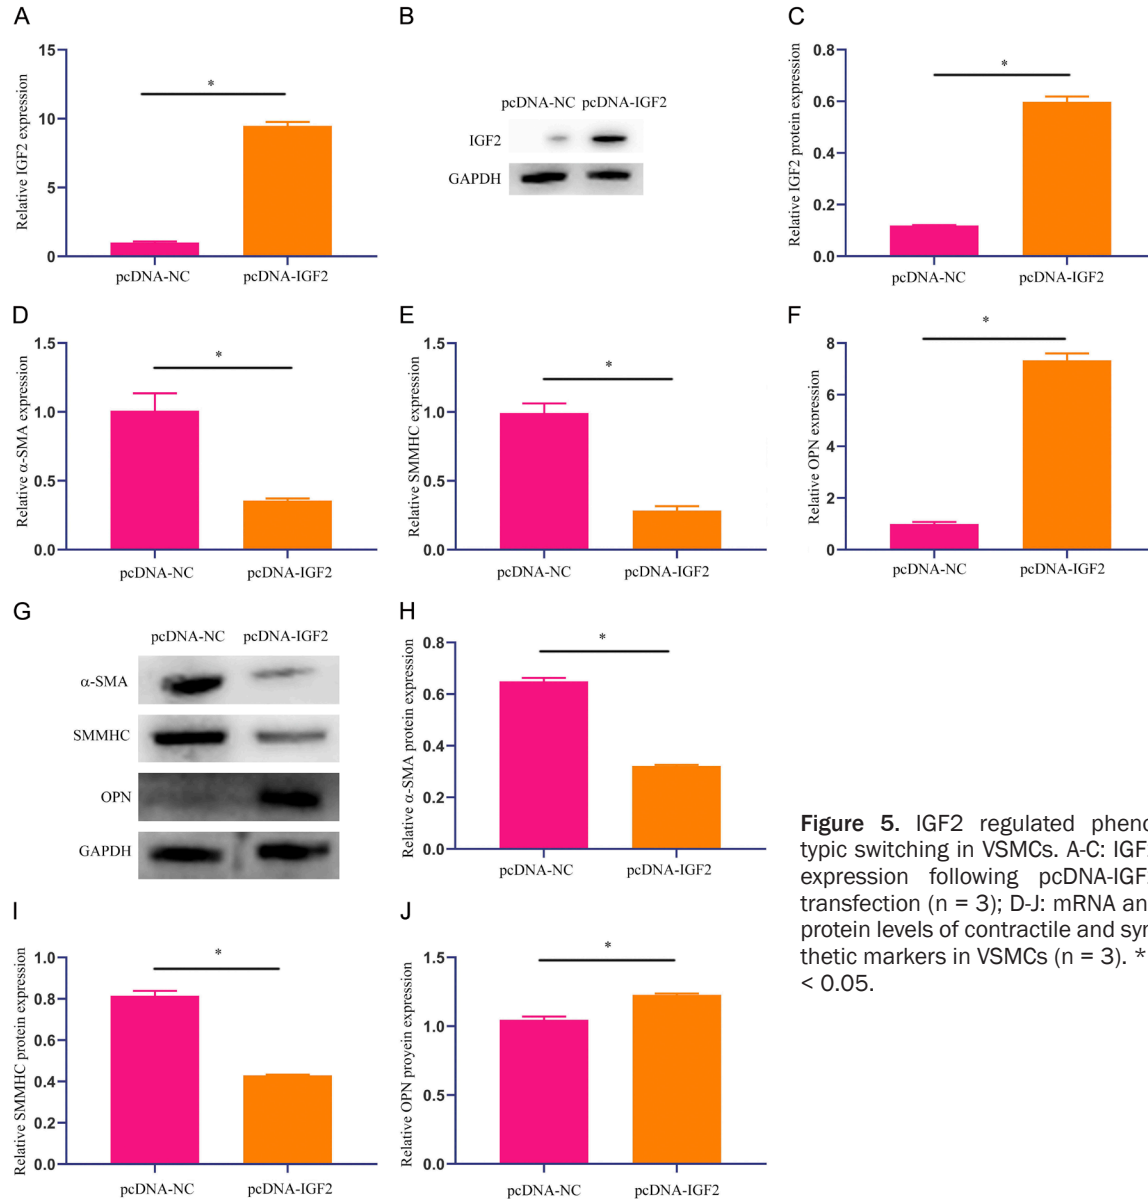 A
B
C
15
10
5
0
Relative IGF2 expression
*
pcDNA-NC
pcDNA-IGF2
pcDNA-NC pcDNA-IGF2
IGF2
GAPDH
0.8
0.6
0.4
0.2
0.0
Relative IGF2 protein expression
*
pcDNA-NC
pcDNA-IGF2
D
E
F
1.5
1.0
0.5
0.0
Relative α-SMA expression
*
pcDNA-NC
pcDNA-IGF2
1.5
1.0
0.5
0.0
Relative SMMHC expression
*
pcDNA-NC
pcDNA-IGF2
8
6
4
2
0
Relative OPN expression
*
pcDNA-NC
pcDNA-IGF2
G
H
pcDNA-NC pcDNA-IGF2
α-SMA
SMMHC
OPN
GAPDH
0.8
0.6
0.4
0.2
0.0
Relative α-SMA protein expression
*
pcDNA-NC
pcDNA-IGF2
Figure 5. IGF2 regulated pheno
typic switching in VSMCs. A-C: IGF
expression following pcDNA-IGF
transfection (n = 3); D-J: mRNA an
protein levels of contractile and syn
thetic markers in VSMCs (n = 3). *
< 0.05.
I
J
1.0
0.8
0.6
0.4
0.2
0.0
Relative SMMHC protein expression
*
pcDNA-NC
pcDNA-IGF2
1.5
1.0
0.5
0.0
Relative OPN proyein expression
*
pcDNA-NC
pcDNA-IGF2